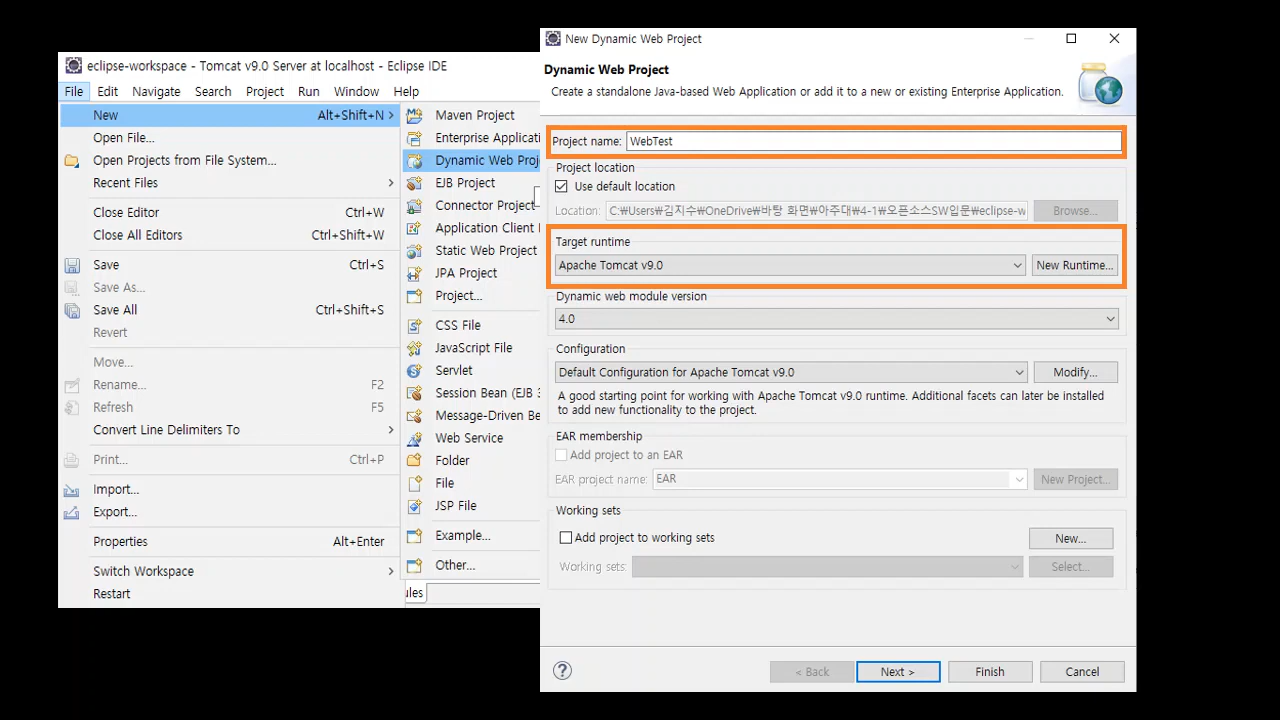 eclipse-workspace - Tomcat v9.0 Server at localhost - Eclipse IDE
File Edit Navigate Search Project Run Window Help
New Alt+Shift+N >
Open File...
Open Projects from File System...
Recent Files >
Close Editor Ctrl+W
Close All Editors Ctrl+Shift+W
Save Ctrl+S
Save As...
Save All Ctrl+Shift+S
Revert
Move...
Rename... F2
Refresh F5
Convert Line Delimiters To >
Print... Ctrl+P
Import...
Export...
Properties Alt+Enter
Switch Workspace >
Restart
Maven Project
Enterprise Applicati
Dynamic Web Proj
EJB Project
Connector Project
Application Client
Static Web Project
JPA Project
Project...
CSS File
JavaScript File
Servlet
Session Bean (EJB 3
Message-Driven Be
Web Service
Folder
File
JSP File
Example...
Other...
ules
New Dynamic Web Project
Dynamic Web Project
Create a standalone Java-based Web Application or add it to a new or existing Enterprise Application.
Project name: WebTest
Project location
Use default location
Location: C:₩Users₩김지수₩OneDrive₩바탕 화면₩아주대₩4-1₩오픈소스SW입문₩eclipse-w Browse...
Target runtime
Apache Tomcat v9.0 New Runtime...
Dynamic web module version
4.0
Configuration
Default Configuration for Apache Tomcat v9.0 Modify...
A good starting point for working with Apache Tomcat v9.0 runtime. Additional facets can later be installed
to add new functionality to the project.
EAR membership
Add project to an EAR
EAR project name: EAR New Project...
Working sets
Add project to working sets New...
Working sets: Select...
? < Back Next > Finish Cancel